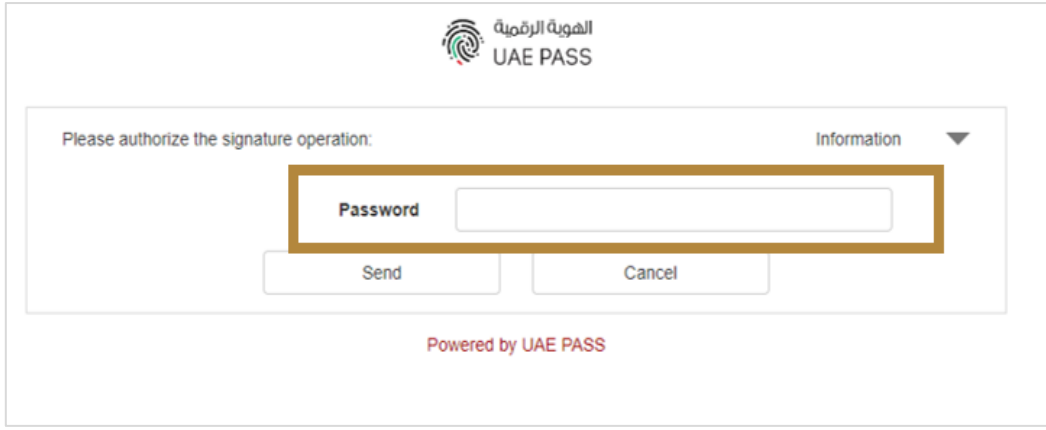 الهوية الرقمية
UAE PASS
Please authorize the signature operation:
Information
Password
Send
Cancel
Powered by UAE PASS